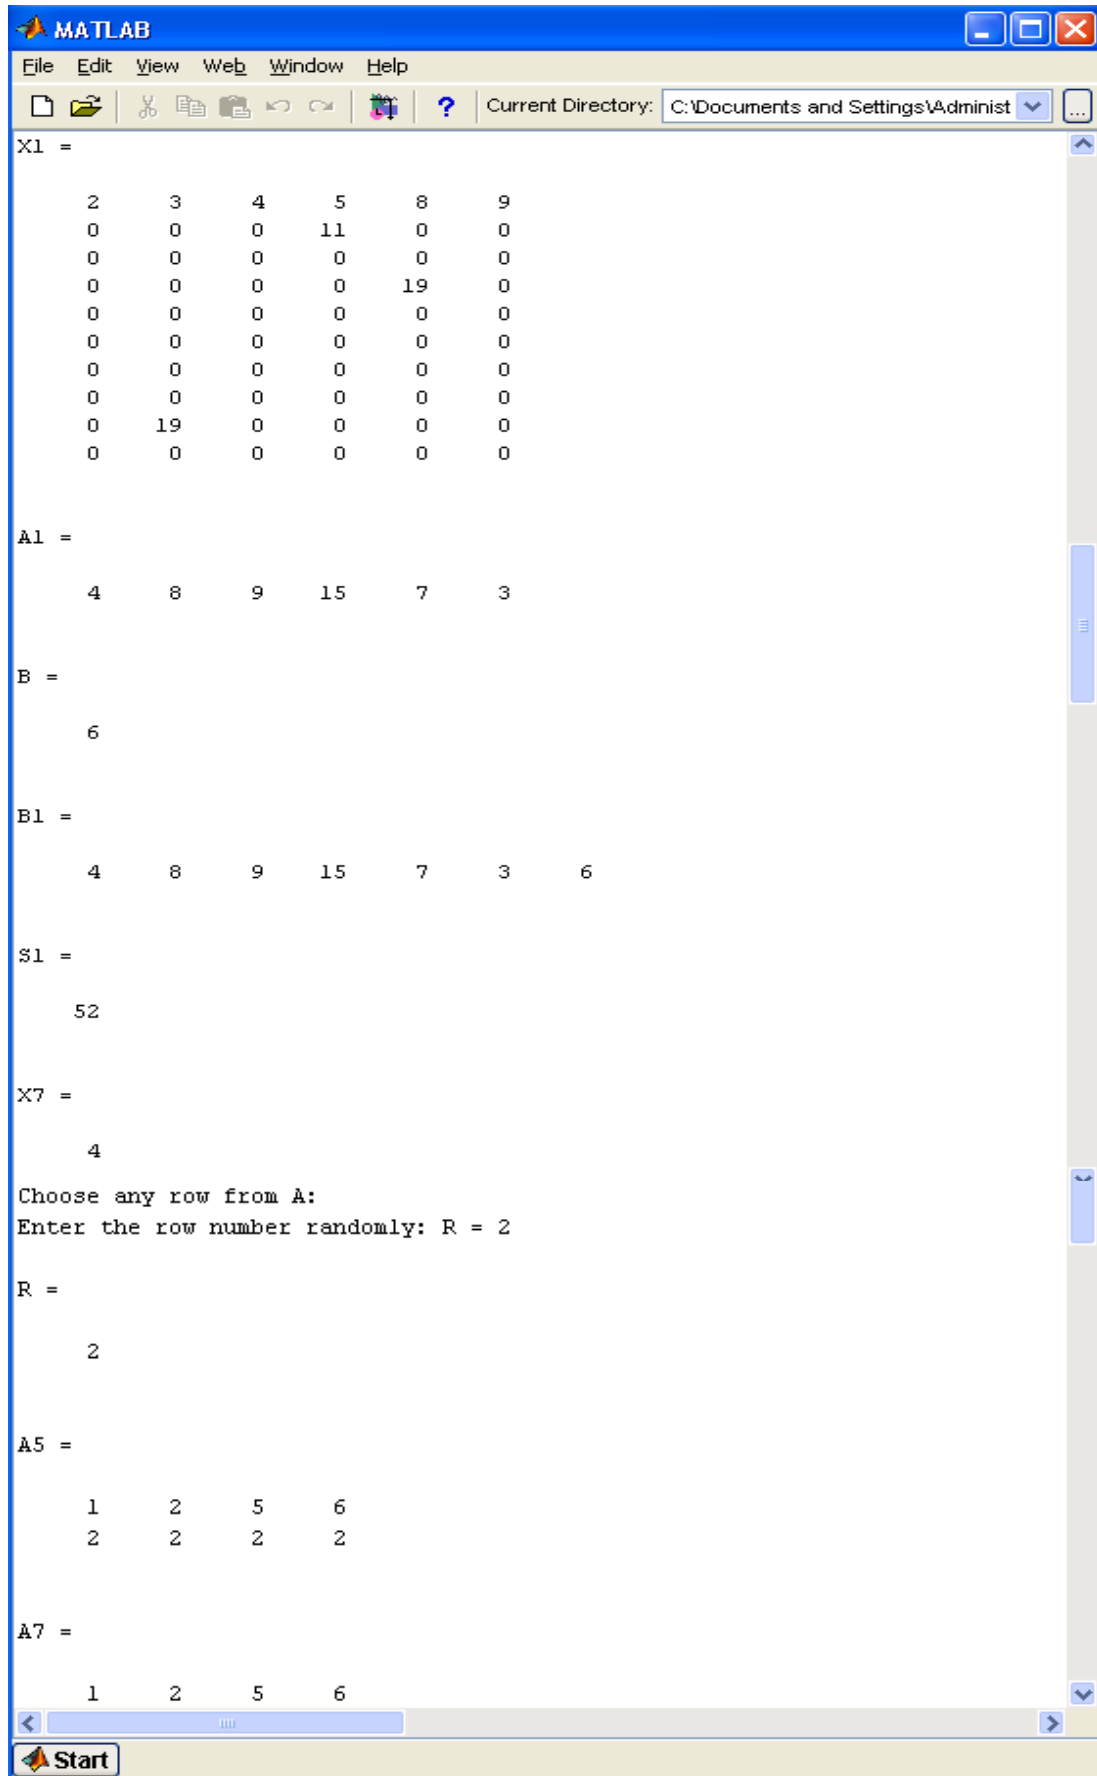 MATLAB
File Edit View Web Window Help
? Current Directory: C:\Documents and Settings\Administ ...
X1 =
2 3 4 5 8 9
0 0 0 11 0 0
0 0 0 0 0 0
0 0 0 0 19 0
0 0 0 0 0 0
0 0 0 0 0 0
0 0 0 0 0 0
0 0 0 0 0 0
0 19 0 0 0 0
0 0 0 0 0 0
A1 =
4 8 9 15 7 3
B =
6
B1 =
4 8 9 15 7 3 6
S1 =
52
X7 =
4
Choose any row from A:
Enter the row number randomly: R = 2
R =
2
A5 =
1 2 5 6
2 2 2 2
A7 =
1 2 5 6
Start